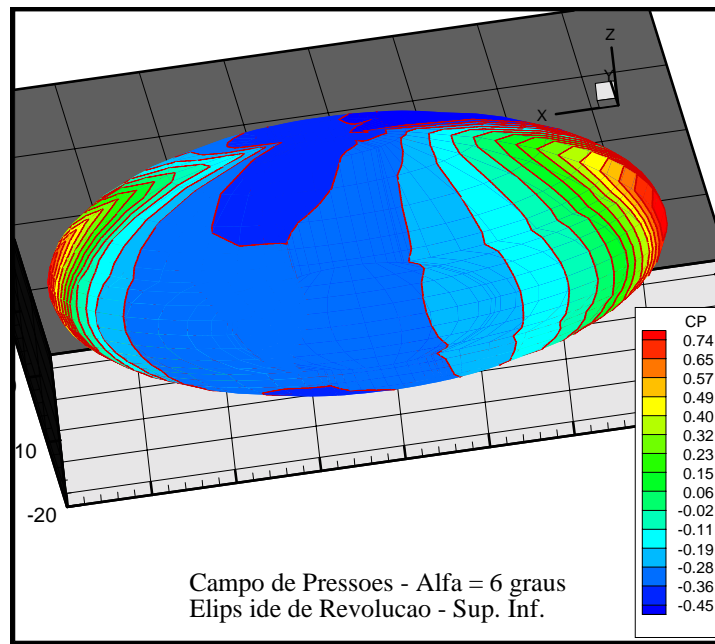 Z
Y
X
CP
0.74
0.65
0.57
0.49
0.40
0.32
0.23
0.15
0.06
-0.02
-0.11
-0.19
-0.28
-0.36
-0.45
10
-20
Campo de Pressoes - Alfa = 6 graus
Elips ide de Revolucao - Sup. Inf.